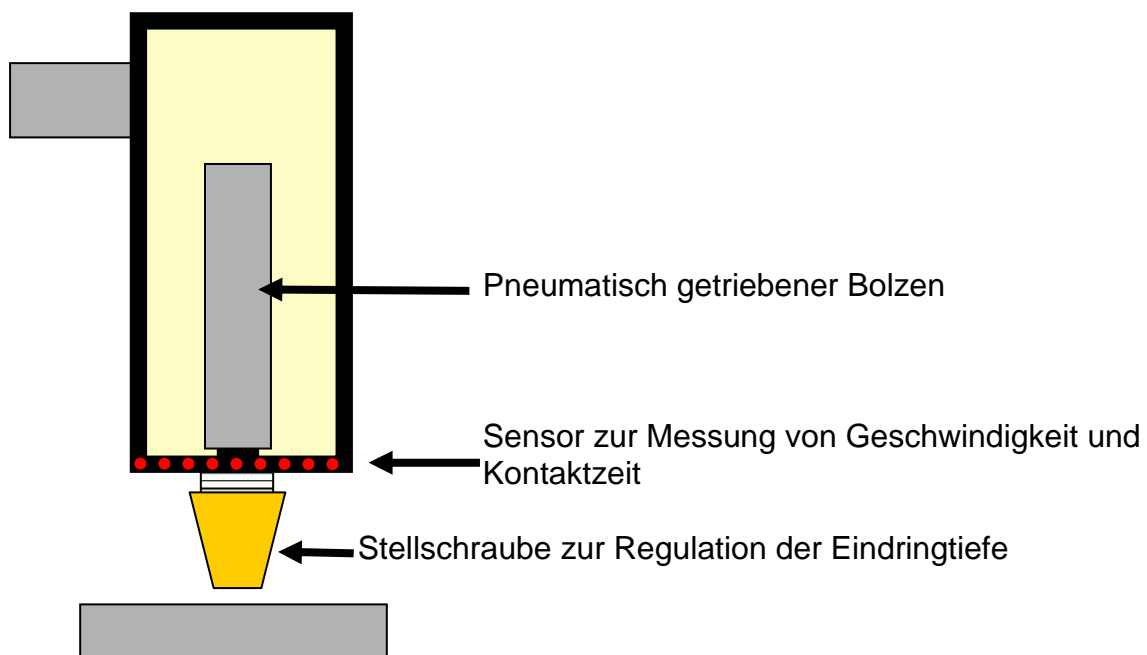 Pneumatisch getriebener Bolzen
Sensor zur Messung von Geschwindigkeit und
Kontaktzeit
Stellschraube zur Regulation der Eindringtiefe